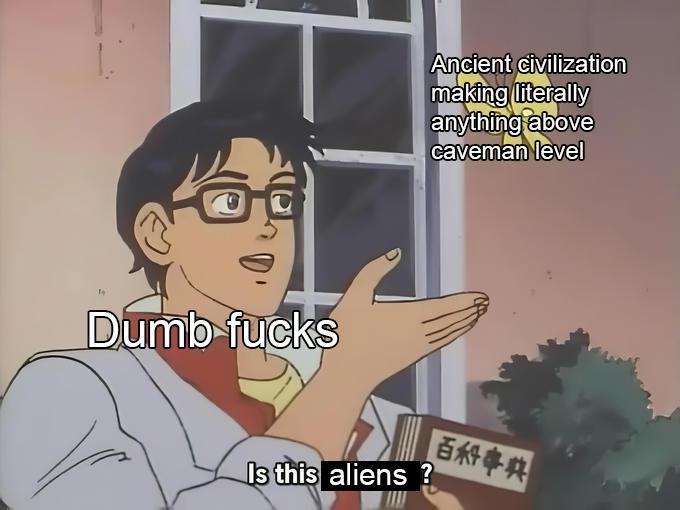 Ancient civilization
making literally
anything above
caveman level
Dumb fucks
Is this aliens ?
百科事典